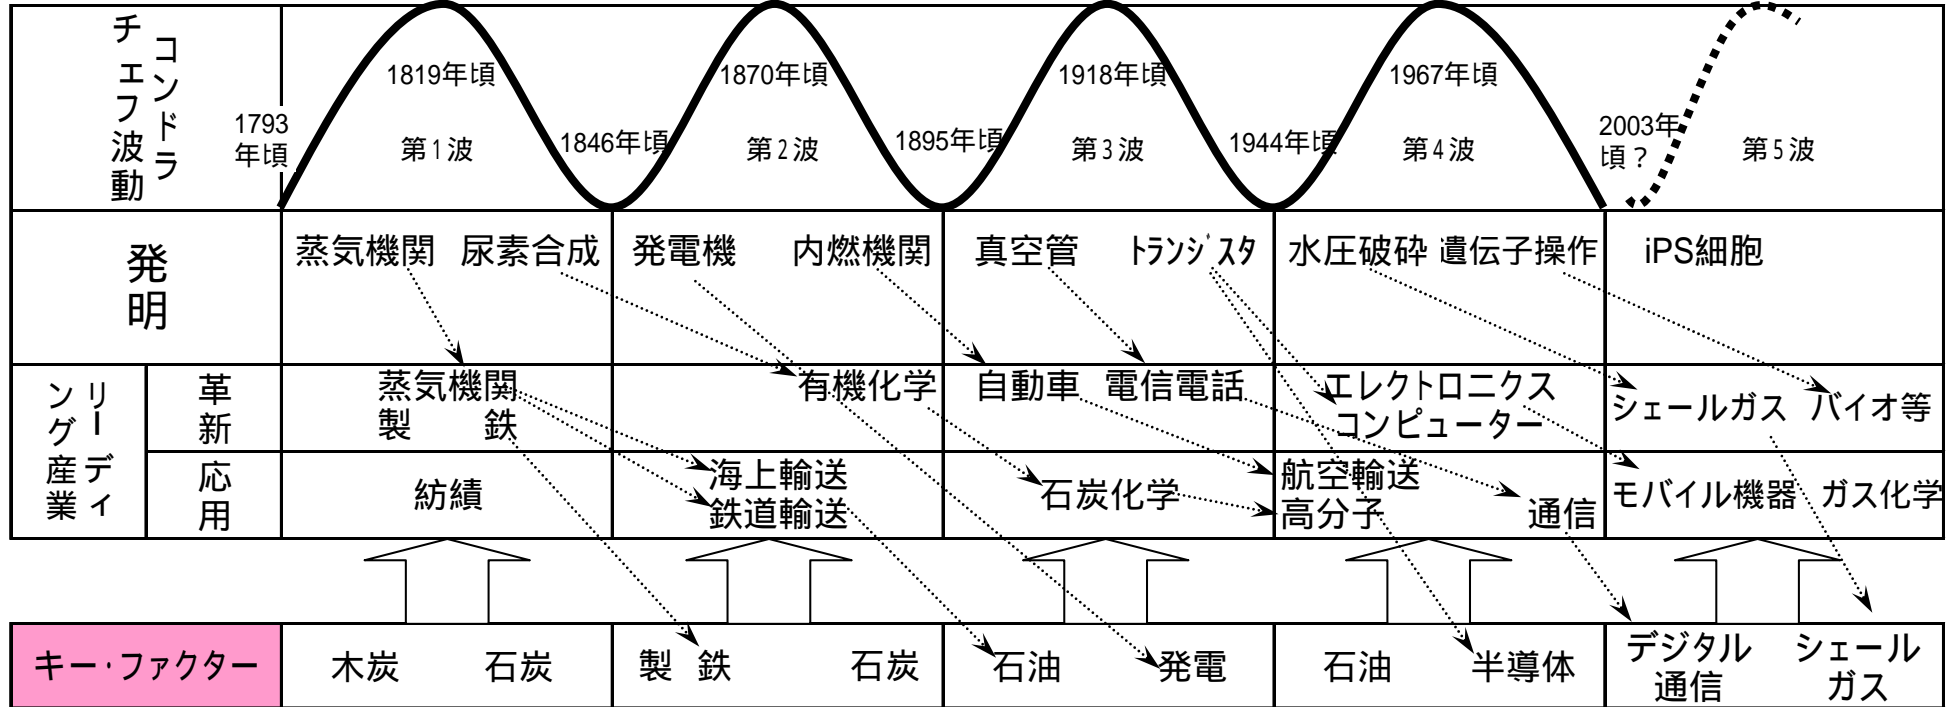 コンドラ
チェフ波動
1793
年頃
1819年頃
第1波
1846年頃
1870年頃
第2波
1895年頃
1918年頃
第3波
1944年頃
1967年頃
第4波
2003年
頃？
第5波
発明
蒸気機関 尿素合成
発電機 内燃機関
真空管 ﾄﾗﾝｼﾞｽﾀ
水圧破砕 遺伝子操作
iPS細胞
リーディ
ング産業
革新
蒸気機関
製 鉄
有機化学
自動車 電信電話
エレクトロニクス
コンピューター
シェールガス バイオ等
応用
紡績
海上輸送
鉄道輸送
石炭化学
航空輸送
高分子 通信
モバイル機器 ガス化学
キー・ファクター
木炭 石炭
製 鉄 石炭
石油 発電
石油 半導体
デジタル
通信
シェール
ガス